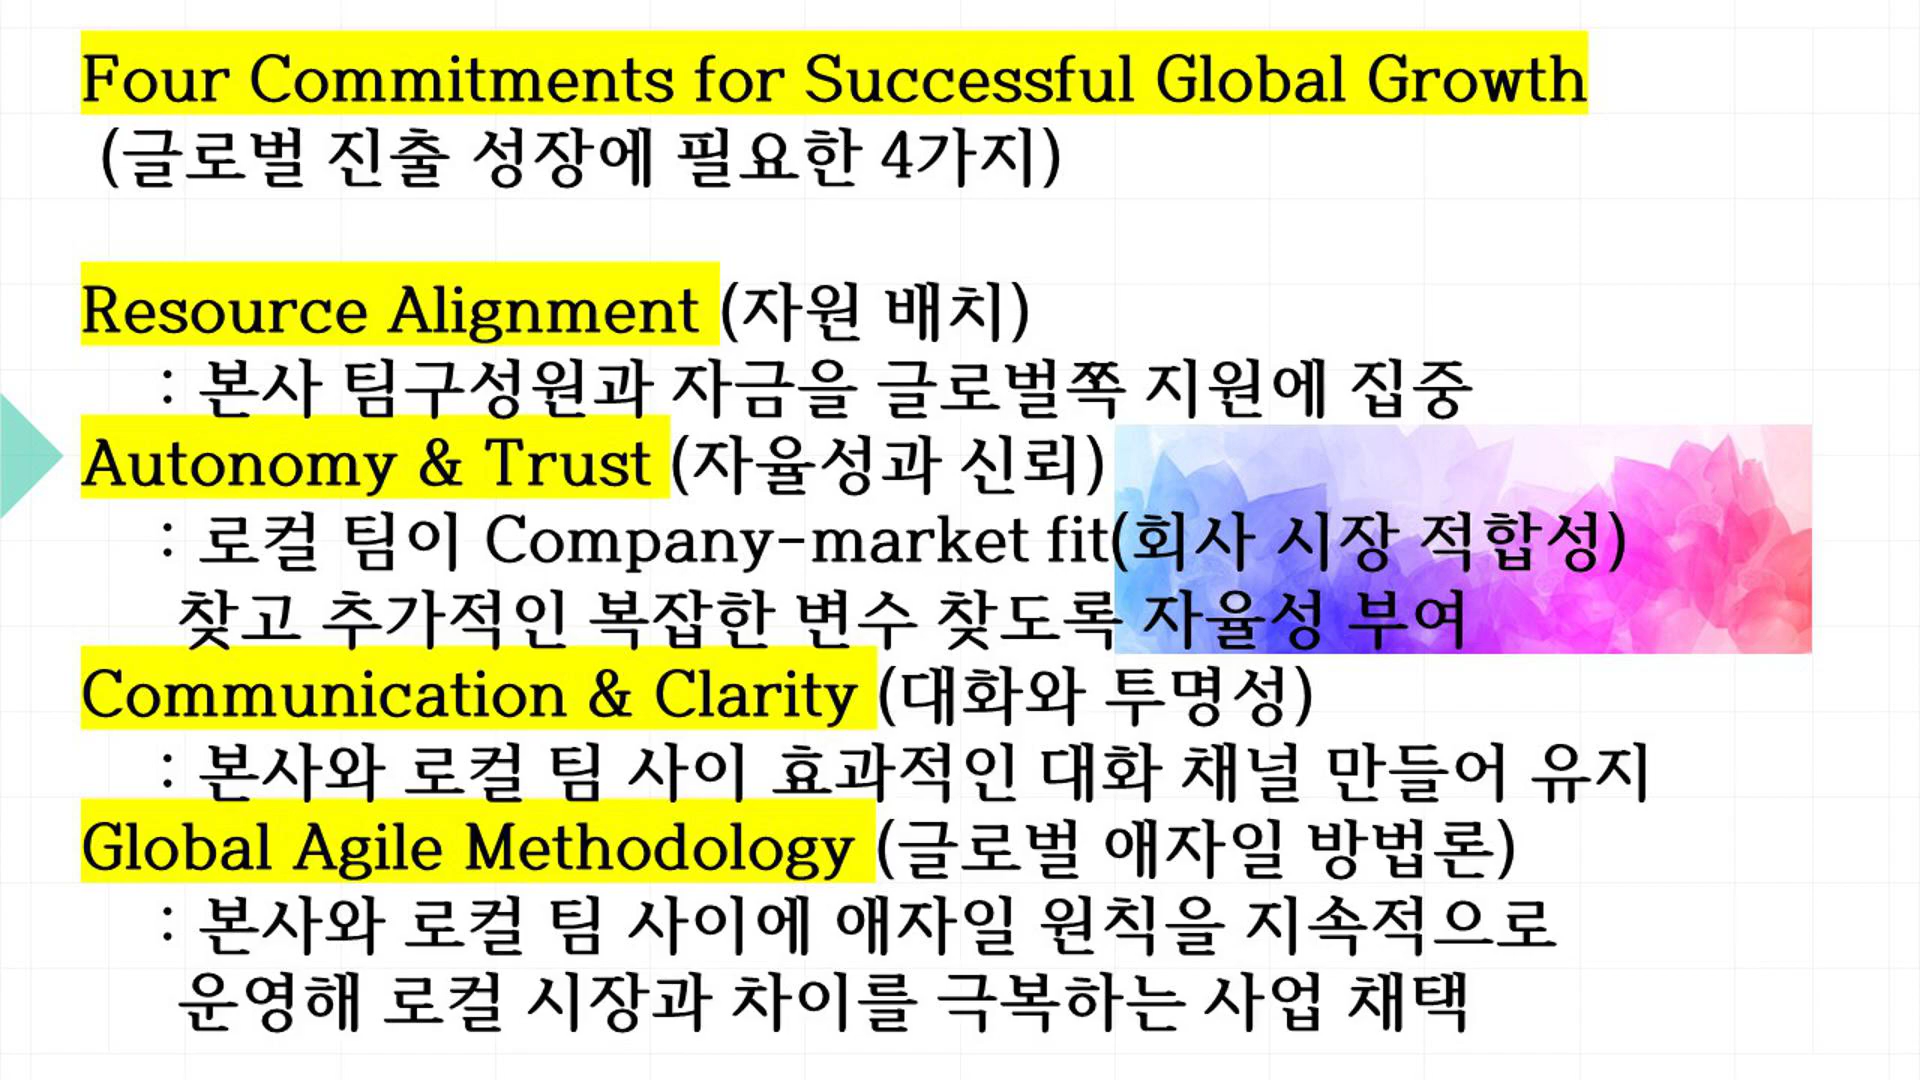 Four Commitments for Successful Global Growth
(글로벌 진출 성장에 필요한 4가지)
Resource Alignment (자원 배치)
: 본사 팀구성원과 자금을 글로벌쪽 지원에 집중
Autonomy & Trust (자율성과 신뢰)
: 로컬 팀이 Company-market fit(회사 시장 적합성)
찾고 추가적인 복잡한 변수 찾도록 자율성 부여
Communication & Clarity (대화와 투명성)
: 본사와 로컬 팀 사이 효과적인 대화 채널 만들어 유지
Global Agile Methodology (글로벌 애자일 방법론)
: 본사와 로컬 팀 사이에 애자일 원칙을 지속적으로
운영해 로컬 시장과 차이를 극복하는 사업 채택